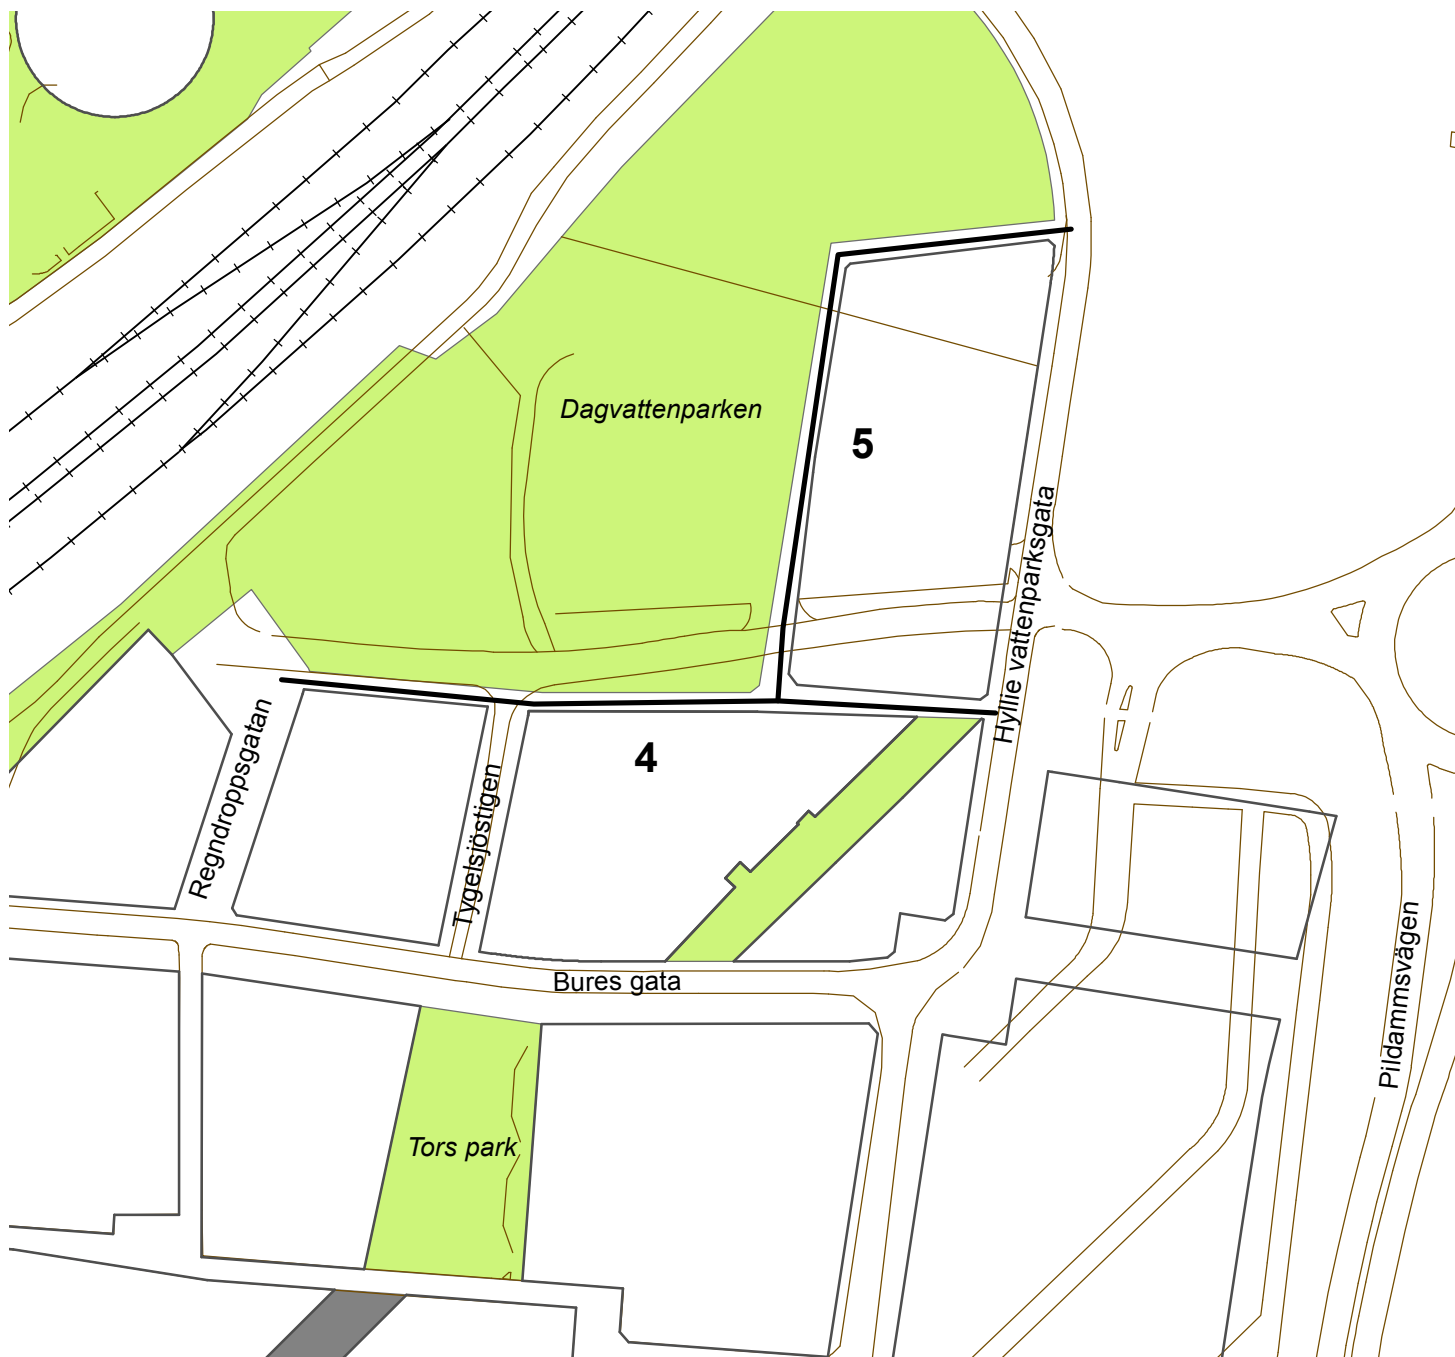 Dagvattenparken
5
Hyllie vattenparksgata
4
Regndroppsgatan
Tygelsjöstigen
Bures gata
Pildammsvägen
Tors park